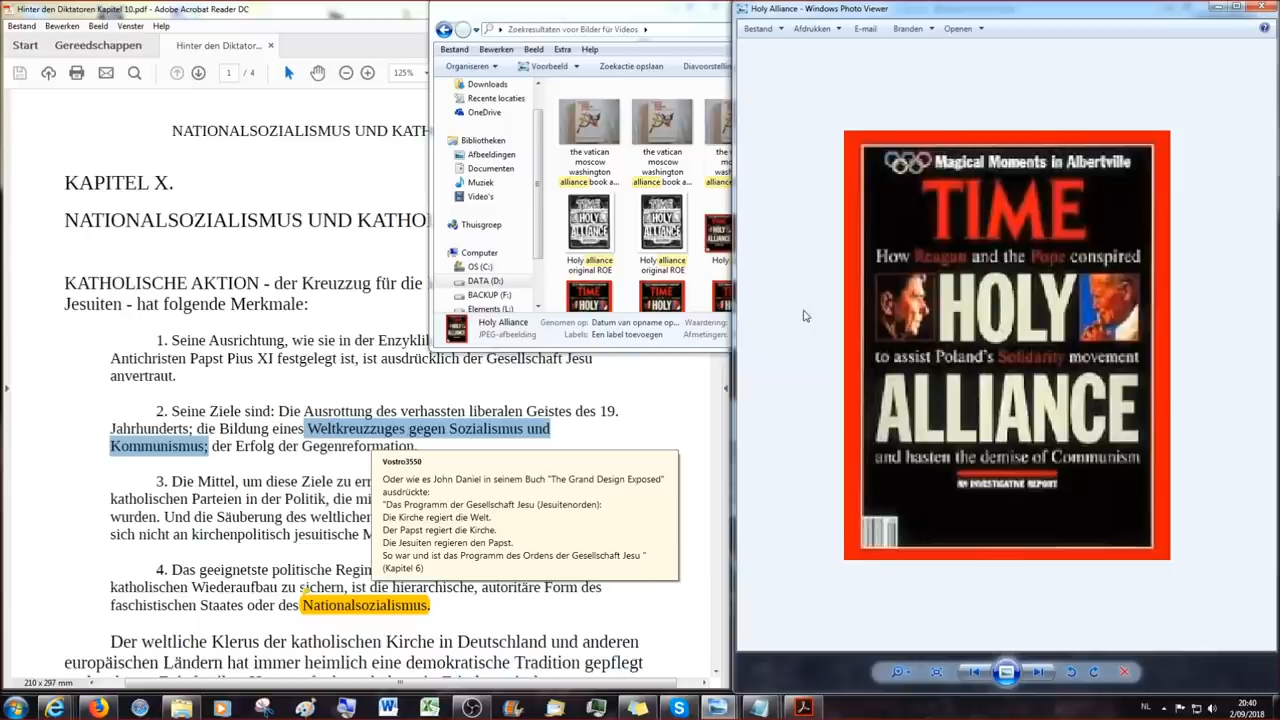 Hinter den Diktatoren Kapitel 10.pdf - Adobe Acrobat Reader DC
Bestand Bewerken Beeld Venster Help
Start Gereedschappen Hinter den Diktator... ×
1 / 4 125%
NATIONALSOZIALISMUS UND KATH
KAPITEL X.
NATIONALSOZIALISMUS UND KATHO
KATHOLISCHE AKTION - der Kreuzzug für die
Jesuiten - hat folgende Merkmale:
1. Seine Ausrichtung, wie sie in der Enzykli
Antichristen Papst Pius XI festgelegt ist, ist ausdrücklich der Gesellschaft Jesu
anvertraut.
2. Seine Ziele sind: Die Ausrottung des verhassten liberalen Geistes des 19.
Jahrhunderts; die Bildung eines Weltkreuzzuges gegen Sozialismus und
Kommunismus; der Erfolg der Gegenreformation.
3. Die Mittel, um diese Ziele zu err
katholischen Parteien in der Politik, die mi
wurden. Und die Säuberung des weltlichen
sich nicht an kirchenpolitisch jesuitische M
4. Das geeignetste politische Regim
katholischen Wiederaufbau zu sichern, ist die hierarchische, autoritäre Form des
faschistischen Staates oder des Nationalsozialismus.
Der weltliche Klerus der katholischen Kirche in Deutschland und anderen
europäischen Ländern hat immer heimlich eine demokratische Tradition gepflegt
210 x 297 mm
Vostro3550
Oder wie es John Daniel in seinem Buch "The Grand Design Exposed"
ausdrückte:
"Das Programm der Gesellschaft Jesu (Jesuitenorden):
Die Kirche regiert die Welt.
Der Papst regiert die Kirche.
Die Jesuiten regieren den Papst.
So war und ist das Programm des Ordens der Gesellschaft Jesu "
(Kapitel 6)
Zoekresultaten voor Bilder für Videos
Bestand Bewerken Beeld Extra Help
Organiseren Voorbeeld Zoekactie opslaan Diavoorstellin
Downloads
Recente locaties
OneDrive
Bibliotheken
Afbeeldingen
Documenten
Muziek
Video's
Thuisgroep
Computer
OS (C:)
DATA (D:)
BACKUP (F:)
Elements (L:)
the vatican
moscow
washington
alliance book a...
the vatican
moscow
washington
alliance book a...
Holy alliance
original ROE
Holy alliance
original ROE
Holy Alliance Genomen op: Datum van opname op... Waardering:
JPEG-afbeelding Labels: Een label toevoegen Afmetingen:
Holy Alliance - Windows Photo Viewer
Bestand Afdrukken E-mail Branden Openen
Magical Moments in Albertville
TIME
How Reagan and the Pope conspired
HOLY
to assist Poland's Solidarity movement
ALLIANCE
and hasten the demise of Communism
AN INVESTIGATIVE REPORT
NL
20:40
2/09/2018